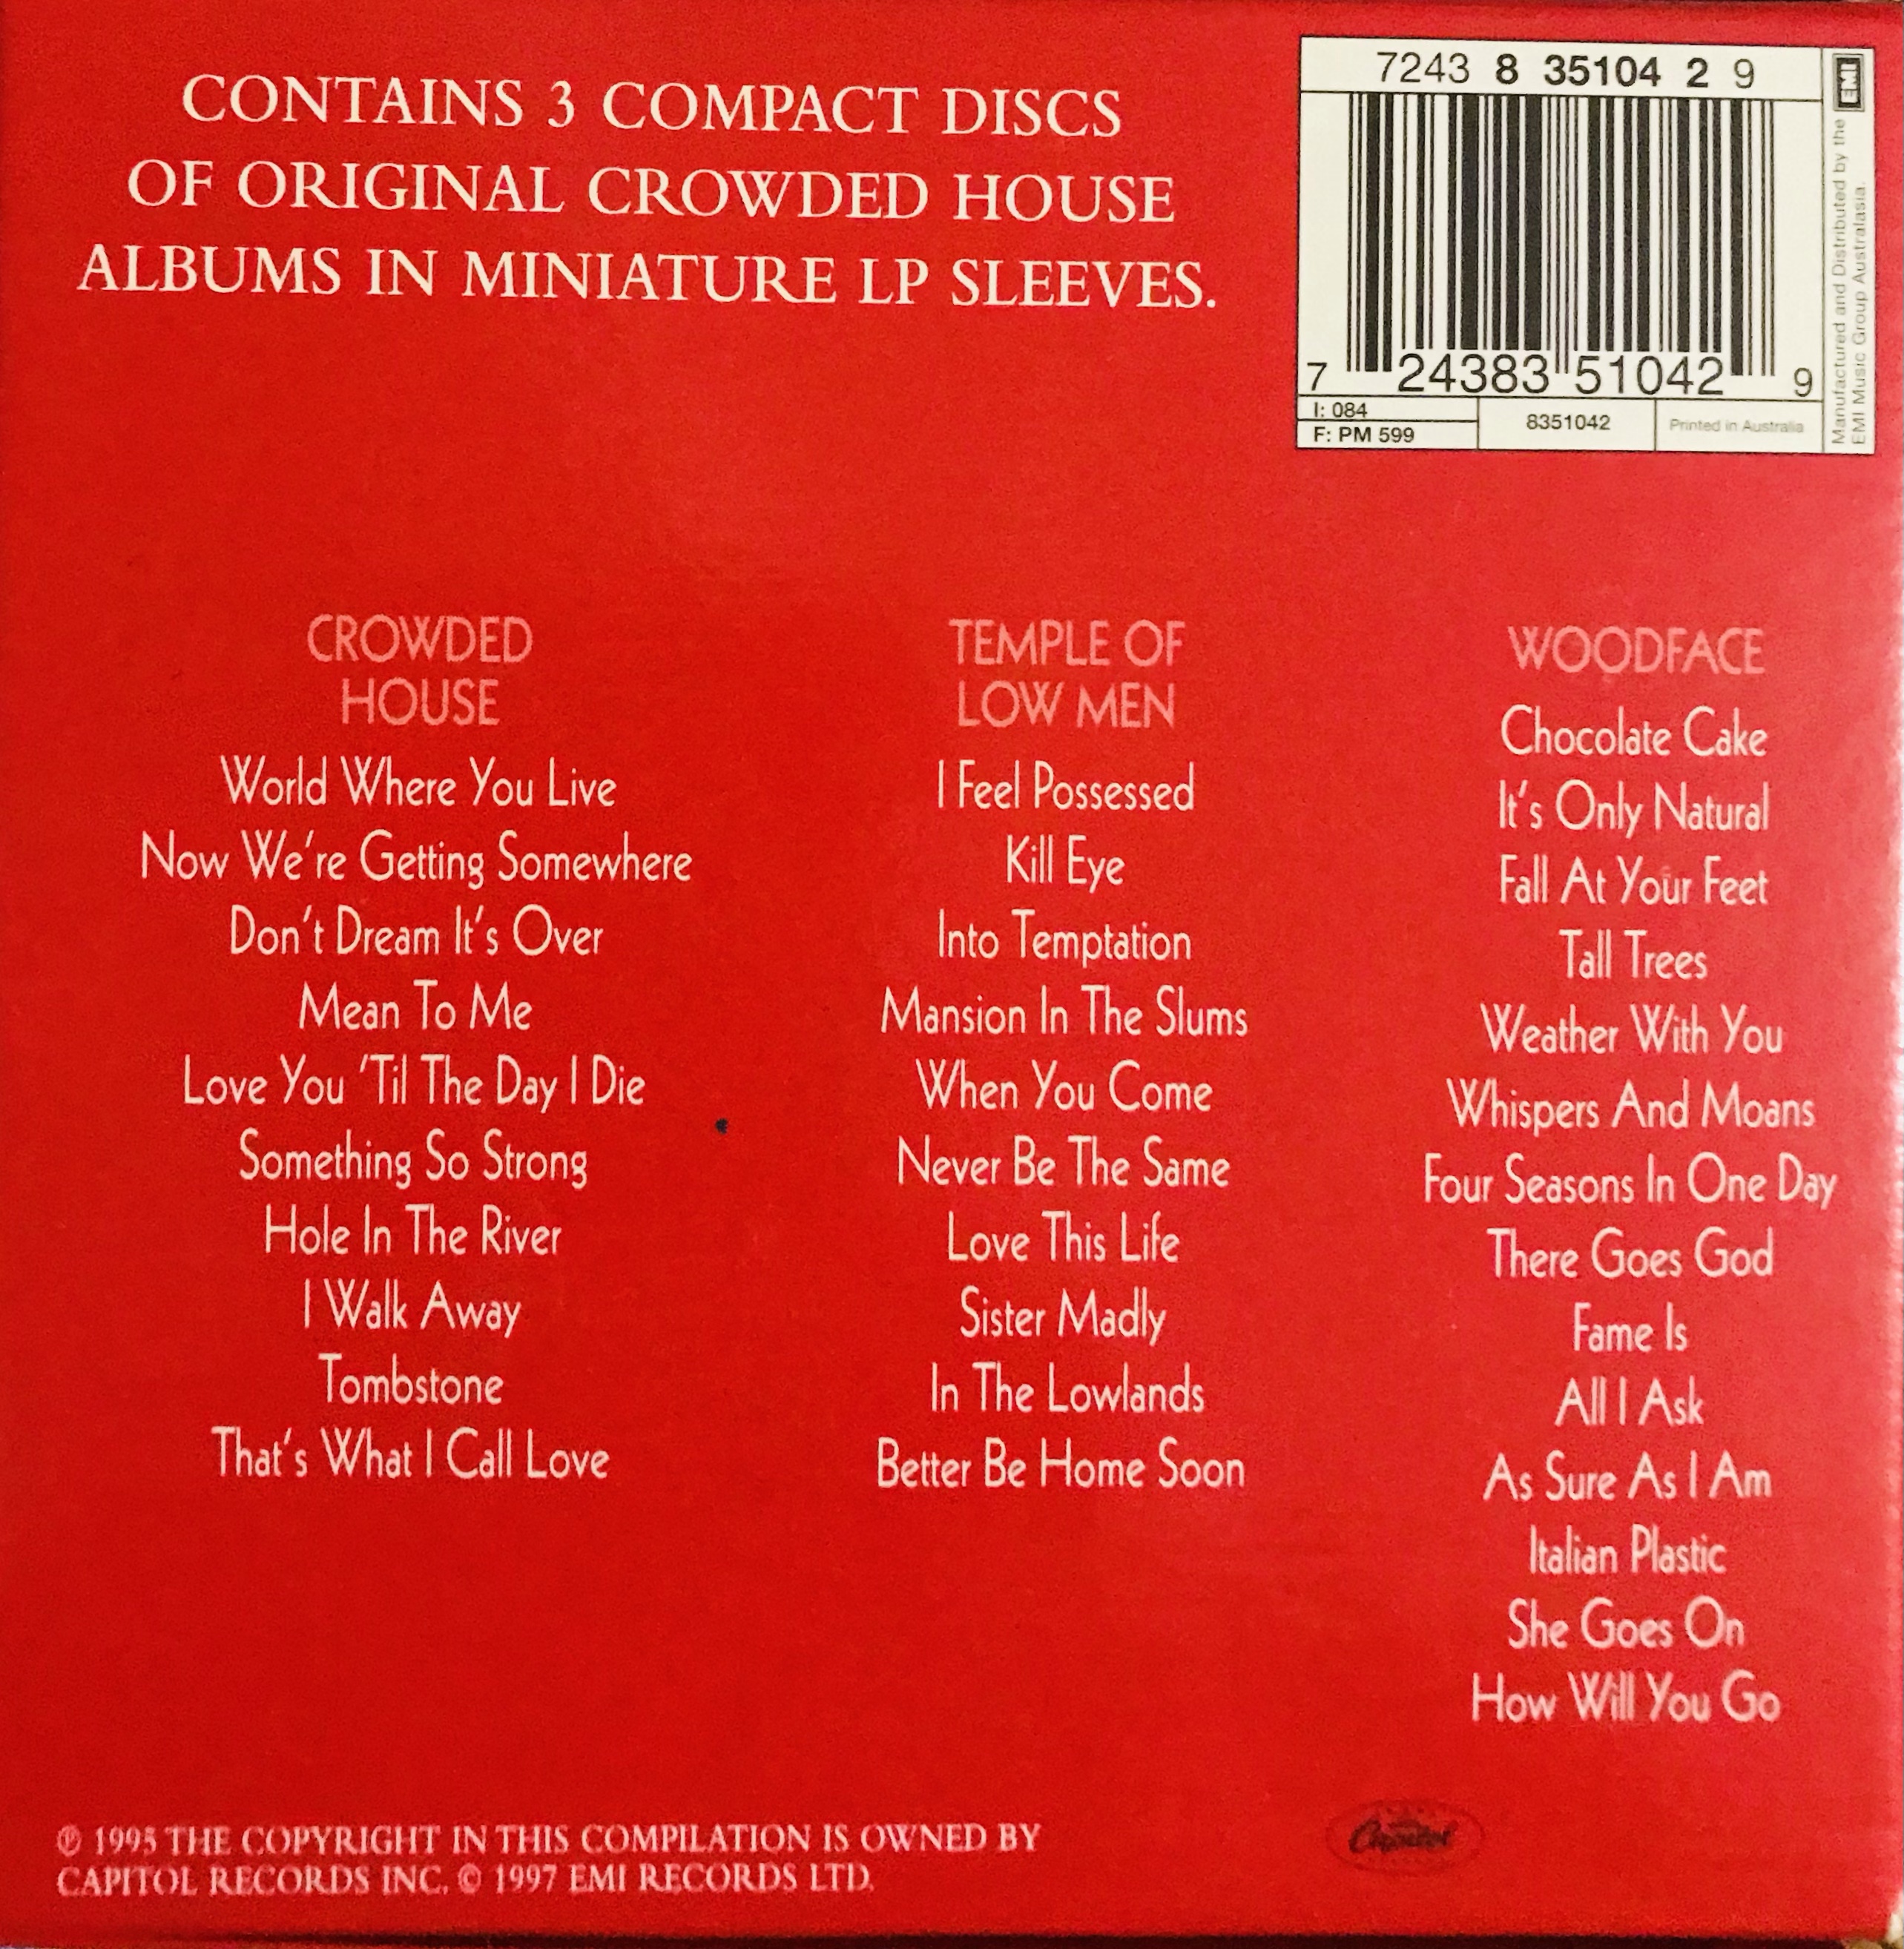 CONTAINS 3 COMPACT DISCS
OF ORIGINAL CROWDED HOUSE
ALBUMS IN MINIATURE LP SLEEVES.
7243 8 35104 2 9
7 24383 51042 9
I: 084
F: PM 599
8351042
Printed in Australia
EMI
Manufactured and Distributed by the
EMI Music Group Australasia.
CROWDED
HOUSE
World Where You Live
Now We're Getting Somewhere
Don't Dream It's Over
Mean To Me
Love You 'Til The Day I Die
Something So Strong
Hole In The River
I Walk Away
Tombstone
That's What I Call Love
TEMPLE OF
LOW MEN
I Feel Possessed
Kill Eye
Into Temptation
Mansion In The Slums
When You Come
Never Be The Same
Love This Life
Sister Madly
In The Lowlands
Better Be Home Soon
WOODFACE
Chocolate Cake
It's Only Natural
Fall At Your Feet
Tall Trees
Weather With You
Whispers And Moans
Four Seasons In One Day
There Goes God
Fame Is
All I Ask
As Sure As I Am
Italian Plastic
She Goes On
How Will You Go
℗ 1995 THE COPYRIGHT IN THIS COMPILATION IS OWNED BY
CAPITOL RECORDS INC. © 1997 EMI RECORDS LTD.
Capitol